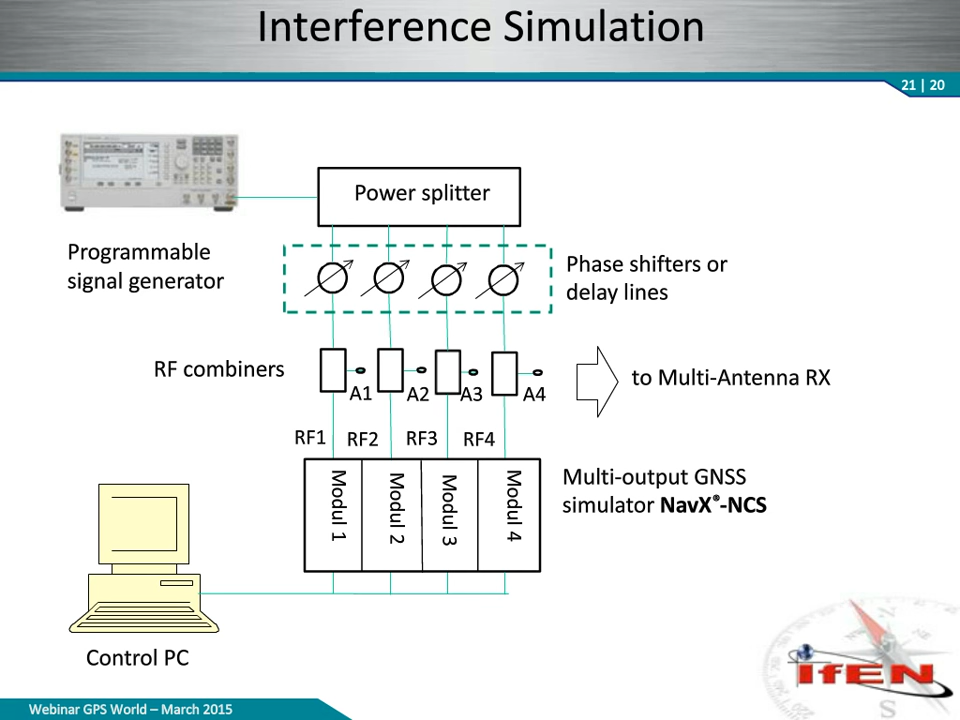 Interference Simulation
21 | 20
Power splitter
Programmable
signal generator
Phase shifters or
delay lines
RF combiners
A1
A2
A3
A4
to Multi-Antenna RX
RF1
RF2
RF3
RF4
Modul 1
Modul 2
Modul 3
Modul 4
Multi-output GNSS
simulator NavX®-NCS
Control PC
N
E
S
IFEN
Webinar GPS World – March 2015